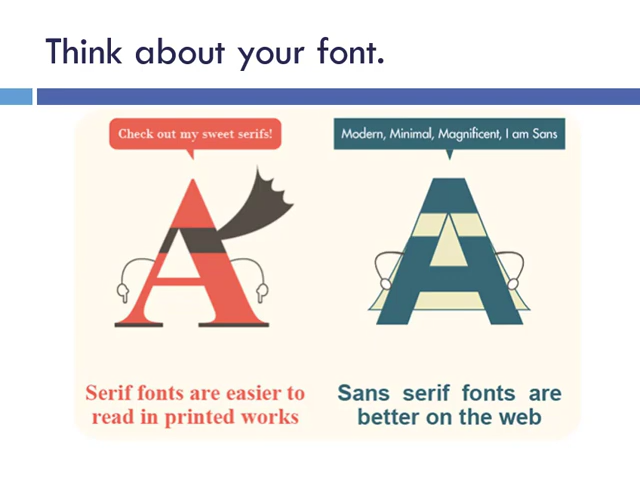 Think about your font.
Check out my sweet serifs!
Modern, Minimal, Magnificent, I am Sans
Serif fonts are easier to
read in printed works
Sans serif fonts are
better on the web